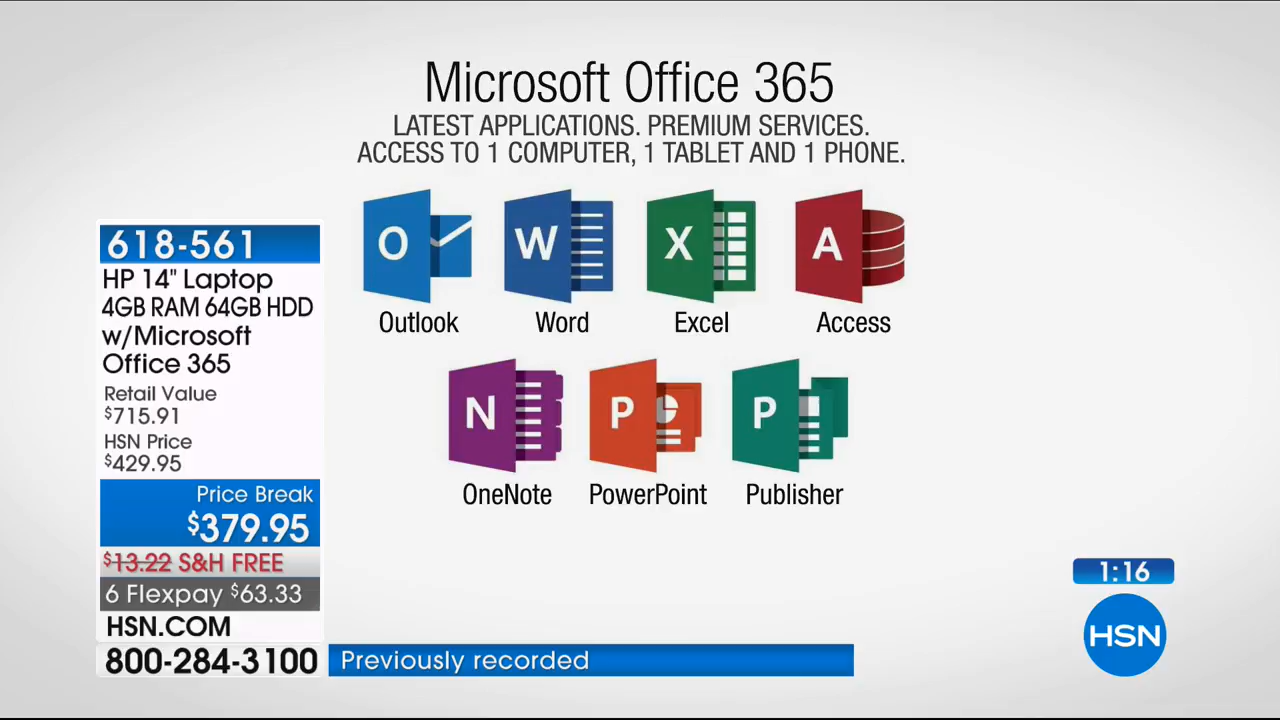 Microsoft Office 365
LATEST APPLICATIONS. PREMIUM SERVICES.
ACCESS TO 1 COMPUTER, 1 TABLET AND 1 PHONE.
O
W
X
A
Outlook
Word
Excel
Access
N
P
P
OneNote
PowerPoint
Publisher
618-561
HP 14" Laptop
4GB RAM 64GB HDD
w/Microsoft
Office 365
Retail Value
$715.91
HSN Price
$429.95
Price Break
$379.95
$13.22 S&H FREE
6 Flexpay $63.33
HSN.COM
800-284-3100
Previously recorded
1:16
HSN